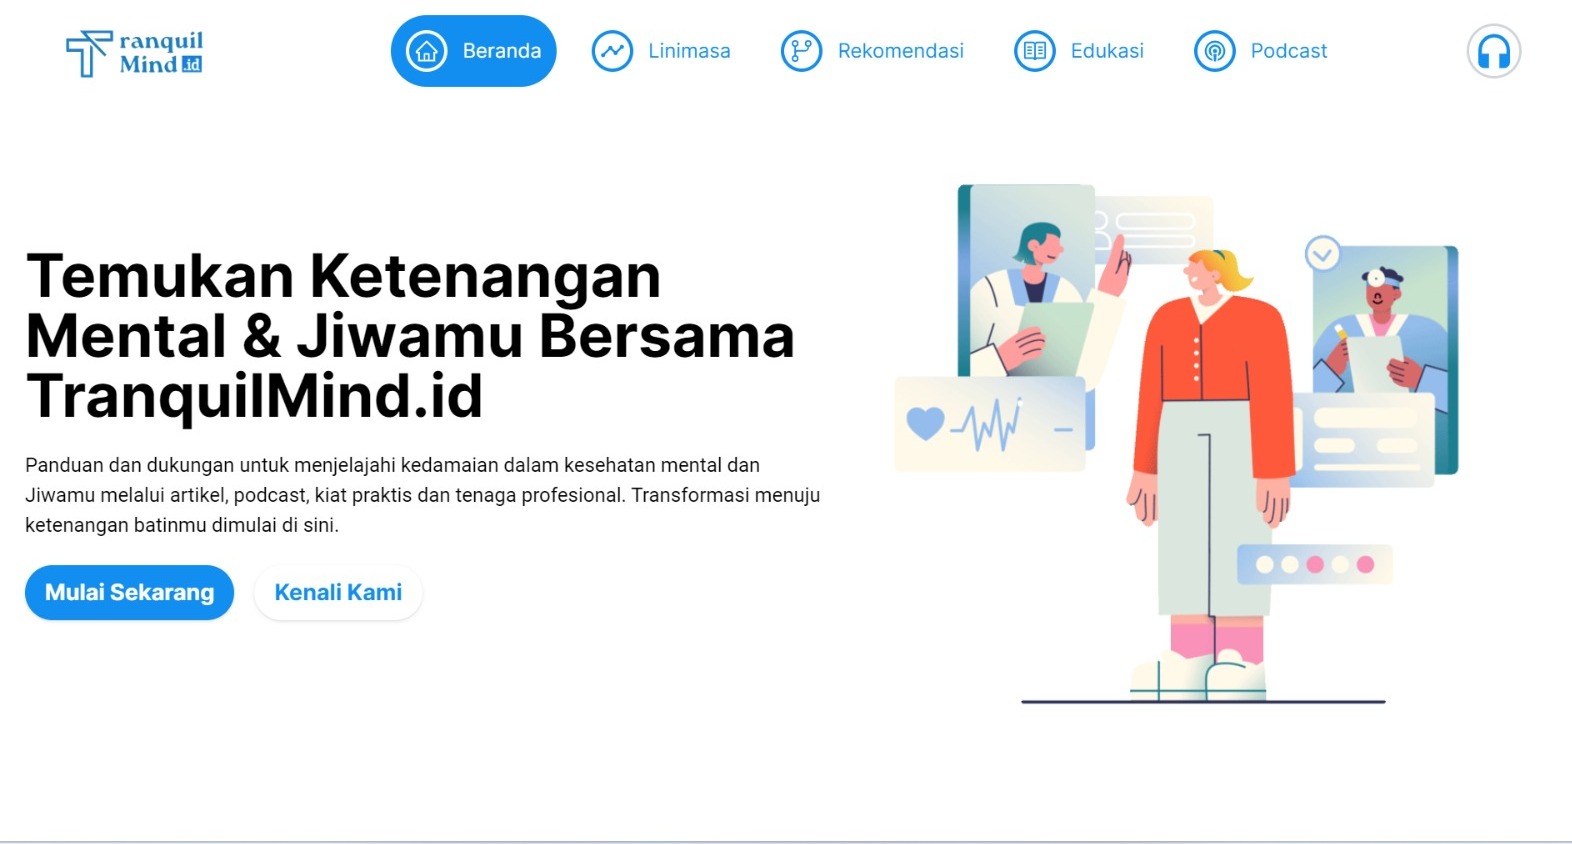 Tranquil
Mind.id
Beranda
Linimasa
Rekomendasi
Edukasi
Podcast
Temukan Ketenangan
Mental & Jiwamu Bersama
TranquilMind.id
Panduan dan dukungan untuk menjelajahi kedamaian dalam kesehatan mental dan
Jiwamu melalui artikel, podcast, kiat praktis dan tenaga profesional. Transformasi menuju
ketenangan batinmu dimulai di sini.
Mulai Sekarang
Kenali Kami